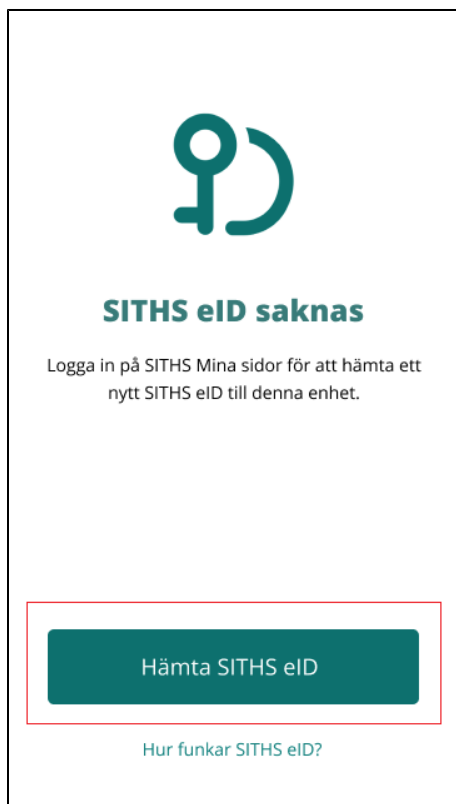 SITHS eID saknas
Logga in på SITHS Mina sidor för att hämta ett
nytt SITHS eID till denna enhet.
Hämta SITHS eID
Hur funkar SITHS eID?